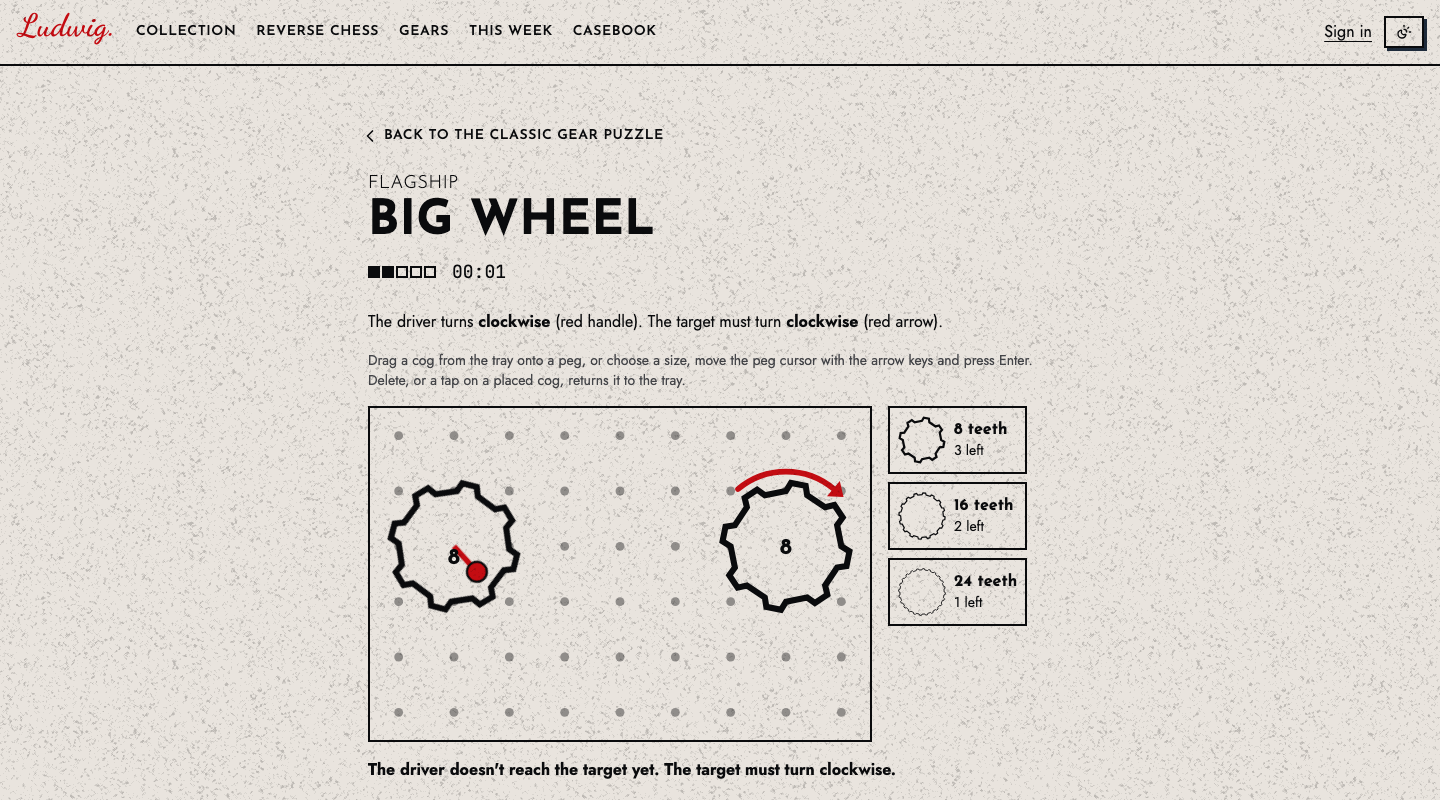 Ludwig.
COLLECTION
REVERSE CHESS
GEARS
THIS WEEK
CASEBOOK
Sign in
BACK TO THE CLASSIC GEAR PUZZLE
FLAGSHIP
BIG WHEEL
00:01
The driver turns clockwise (red handle). The target must turn clockwise (red arrow).
Drag a cog from the tray onto a peg, or choose a size, move the peg cursor with the arrow keys and press Enter.
Delete, or a tap on a placed cog, returns it to the tray.
8
8
8 teeth
3 left
16 teeth
2 left
24 teeth
1 left
The driver doesn't reach the target yet. The target must turn clockwise.